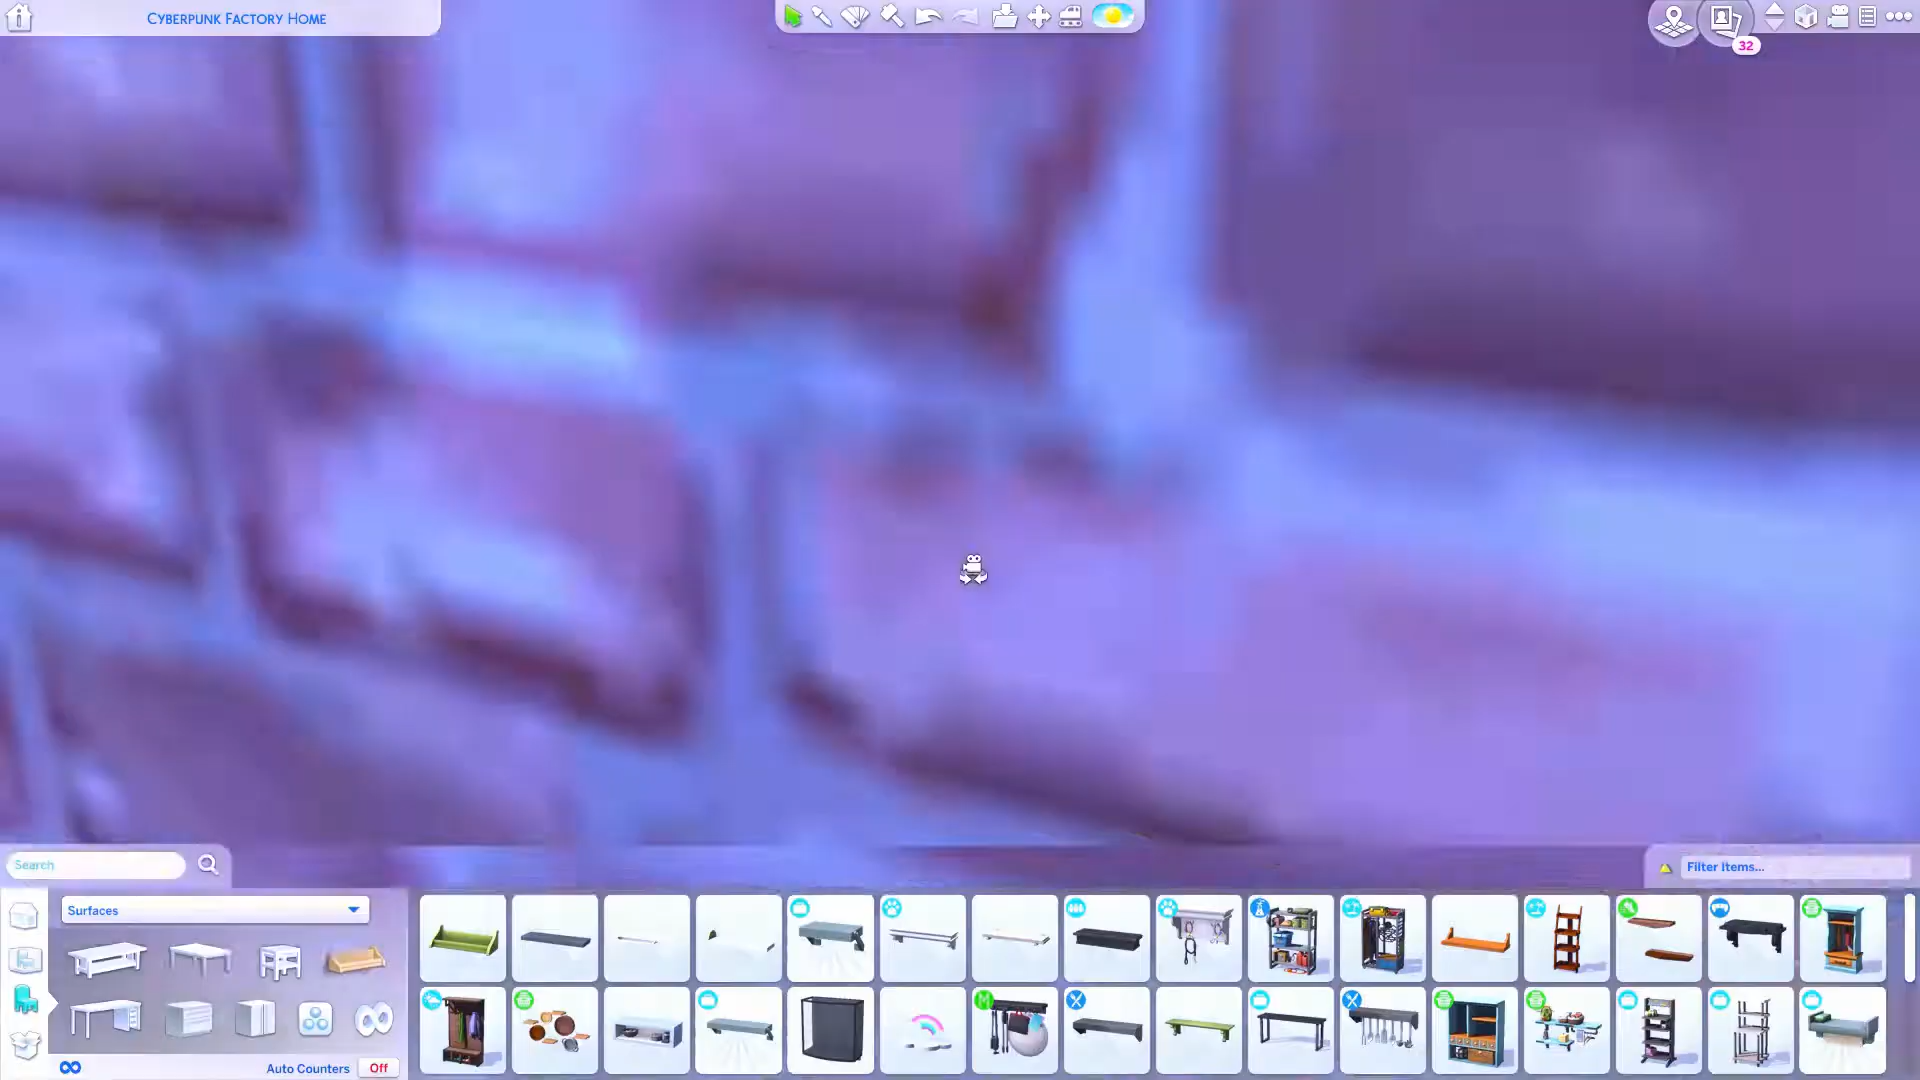 Cyberpunk Factory Home
32
Search
Filter Items...
Surfaces
M
Auto Counters Off